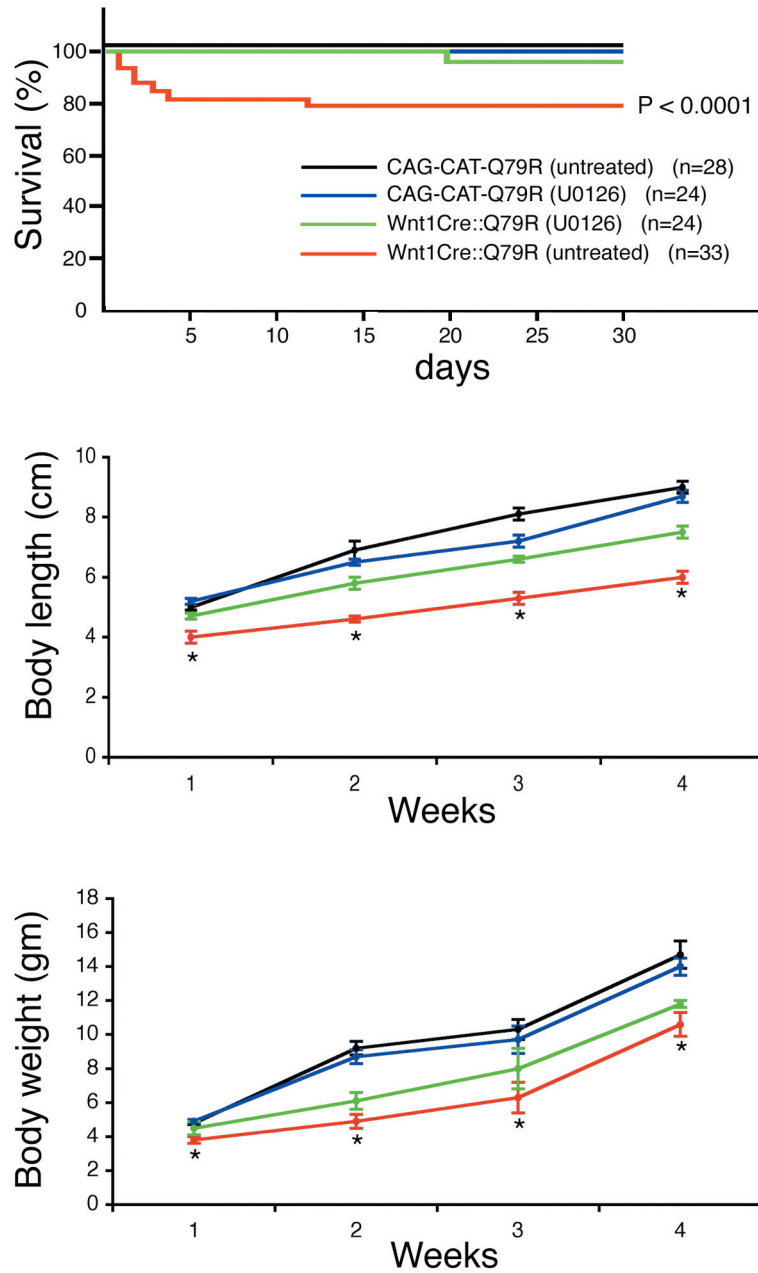 Survival (%)
100
80
60
40
20
0
P < 0.0001
CAG-CAT-Q79R (untreated) (n=28)
CAG-CAT-Q79R (U0126) (n=24)
Wnt1Cre::Q79R (U0126) (n=24)
Wnt1Cre::Q79R (untreated) (n=33)
5 10 15 20 25 30
days
Body length (cm)
10
8
6
4
2
0
* * * *
1 2 3 4
Weeks
Body weight (gm)
18
16
14
12
10
8
6
4
2
0
* * * *
1 2 3 4
Weeks